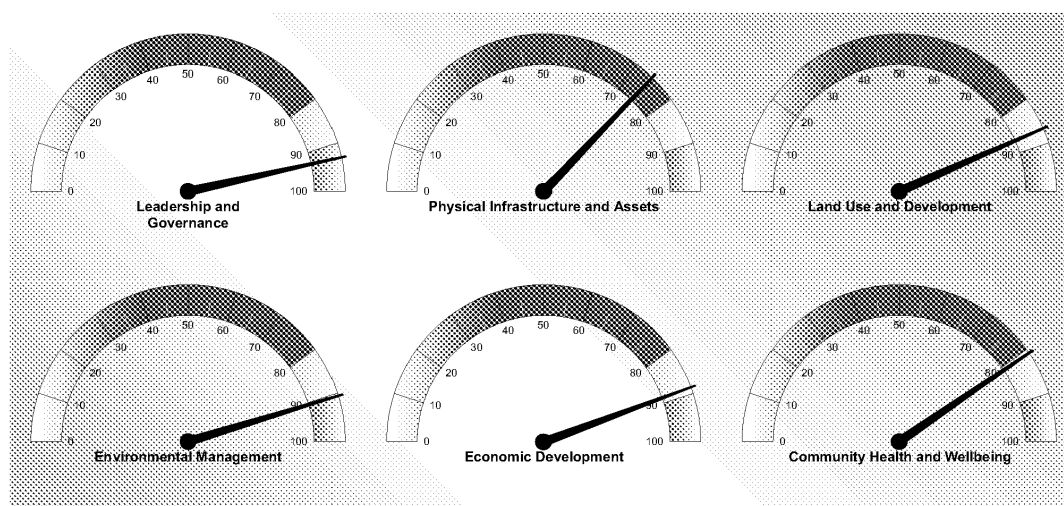 0 10 20 30 40 50 60 70 80 90 100
Leadership and
Governance
0 10 20 30 40 50 60 70 80 90 100
Physical Infrastructure and Assets
0 10 20 30 40 50 60 70 80 90 100
Land Use and Development
0 10 20 30 40 50 60 70 80 90 100
Environmental Management
0 10 20 30 40 50 60 70 80 90 100
Economic Development
0 10 20 30 40 50 60 70 80 90 100
Community Health and Wellbeing